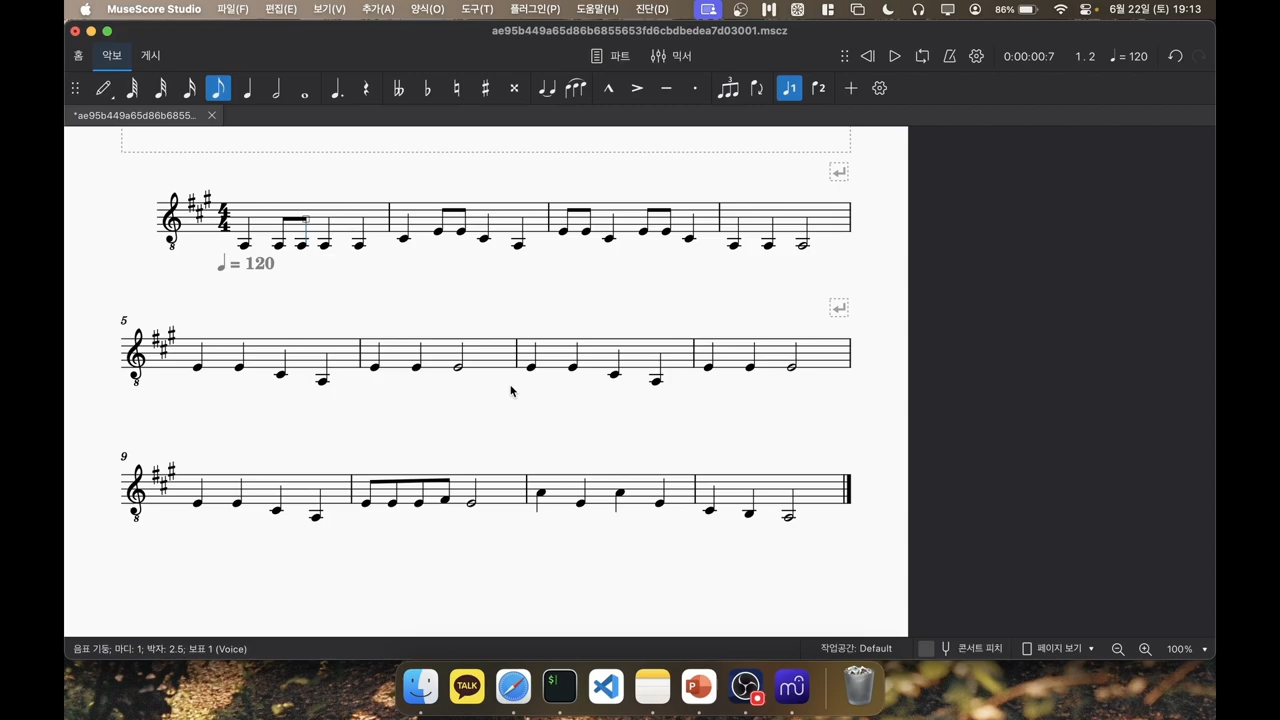 MuseScore Studio 파일(F) 편집(E) 보기(V) 추가(A) 양식(O) 도구(T) 플러그인(P) 도움말(H) 진단(D) 86% 6월 22일 (토) 19:13
ae95b449a65d86b6855653fd6cbdbedea7d03001.mscz
홈 악보 게시 파트 믹서 0:00:00:7 1. 2 = 120
*ae95b449a65d86b6855...
= 120
5
9
음표 기둥; 마디: 1; 박자: 2.5; 보표 1 (Voice) 작업공간: Default 콘서트 피치 페이지 보기 100%
TALK